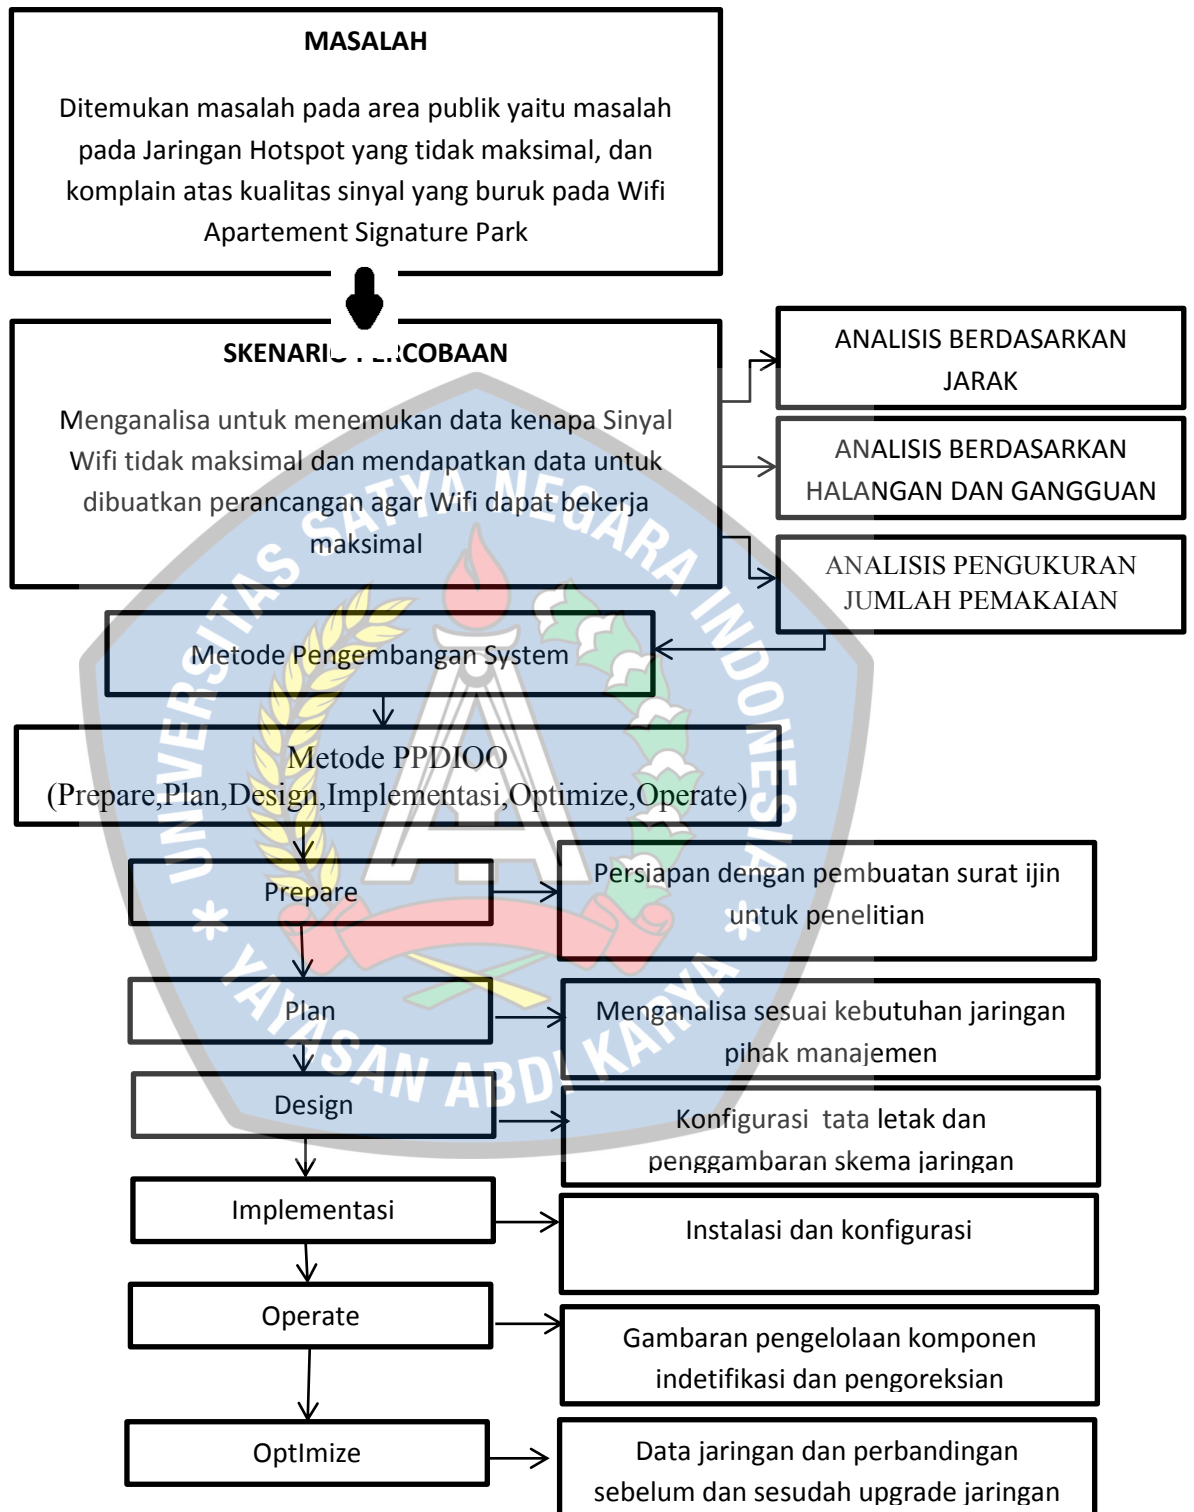 MASALAH
Ditemukan masalah pada area publik yaitu masalah
pada Jaringan Hotspot yang tidak maksimal, dan
komplain atas kualitas sinyal yang buruk pada Wifi
Apartement Signature Park
SKENARIO PERCOBAAN
Menganalisa untuk menemukan data kenapa Sinyal
Wifi tidak maksimal dan mendapatkan data untuk
dibuatkan perancangan agar Wifi dapat bekerja
maksimal
ANALISIS BERDASARKAN
JARAK
ANALISIS BERDASARKAN
HALANGAN DAN GANGGUAN
ANALISIS PENGUKURAN
JUMLAH PEMAKAIAN
Metode Pengembangan System
Metode PPDIOO
(Prepare,Plan,Design,Implementasi,Optimize,Operate)
Prepare
Persiapan dengan pembuatan surat ijin
untuk penelitian
Plan
Menganalisa sesuai kebutuhan jaringan
pihak manajemen
Design
Konfigurasi tata letak dan
penggambaran skema jaringan
Implementasi
Instalasi dan konfigurasi
Operate
Gambaran pengelolaan komponen
indetifikasi dan pengoreksian
OptImize
Data jaringan dan perbandingan
sebelum dan sesudah upgrade jaringan
UNIVERSITAS SATYA NEGARA INDONESIA
YAYASAN ABDI KARYA